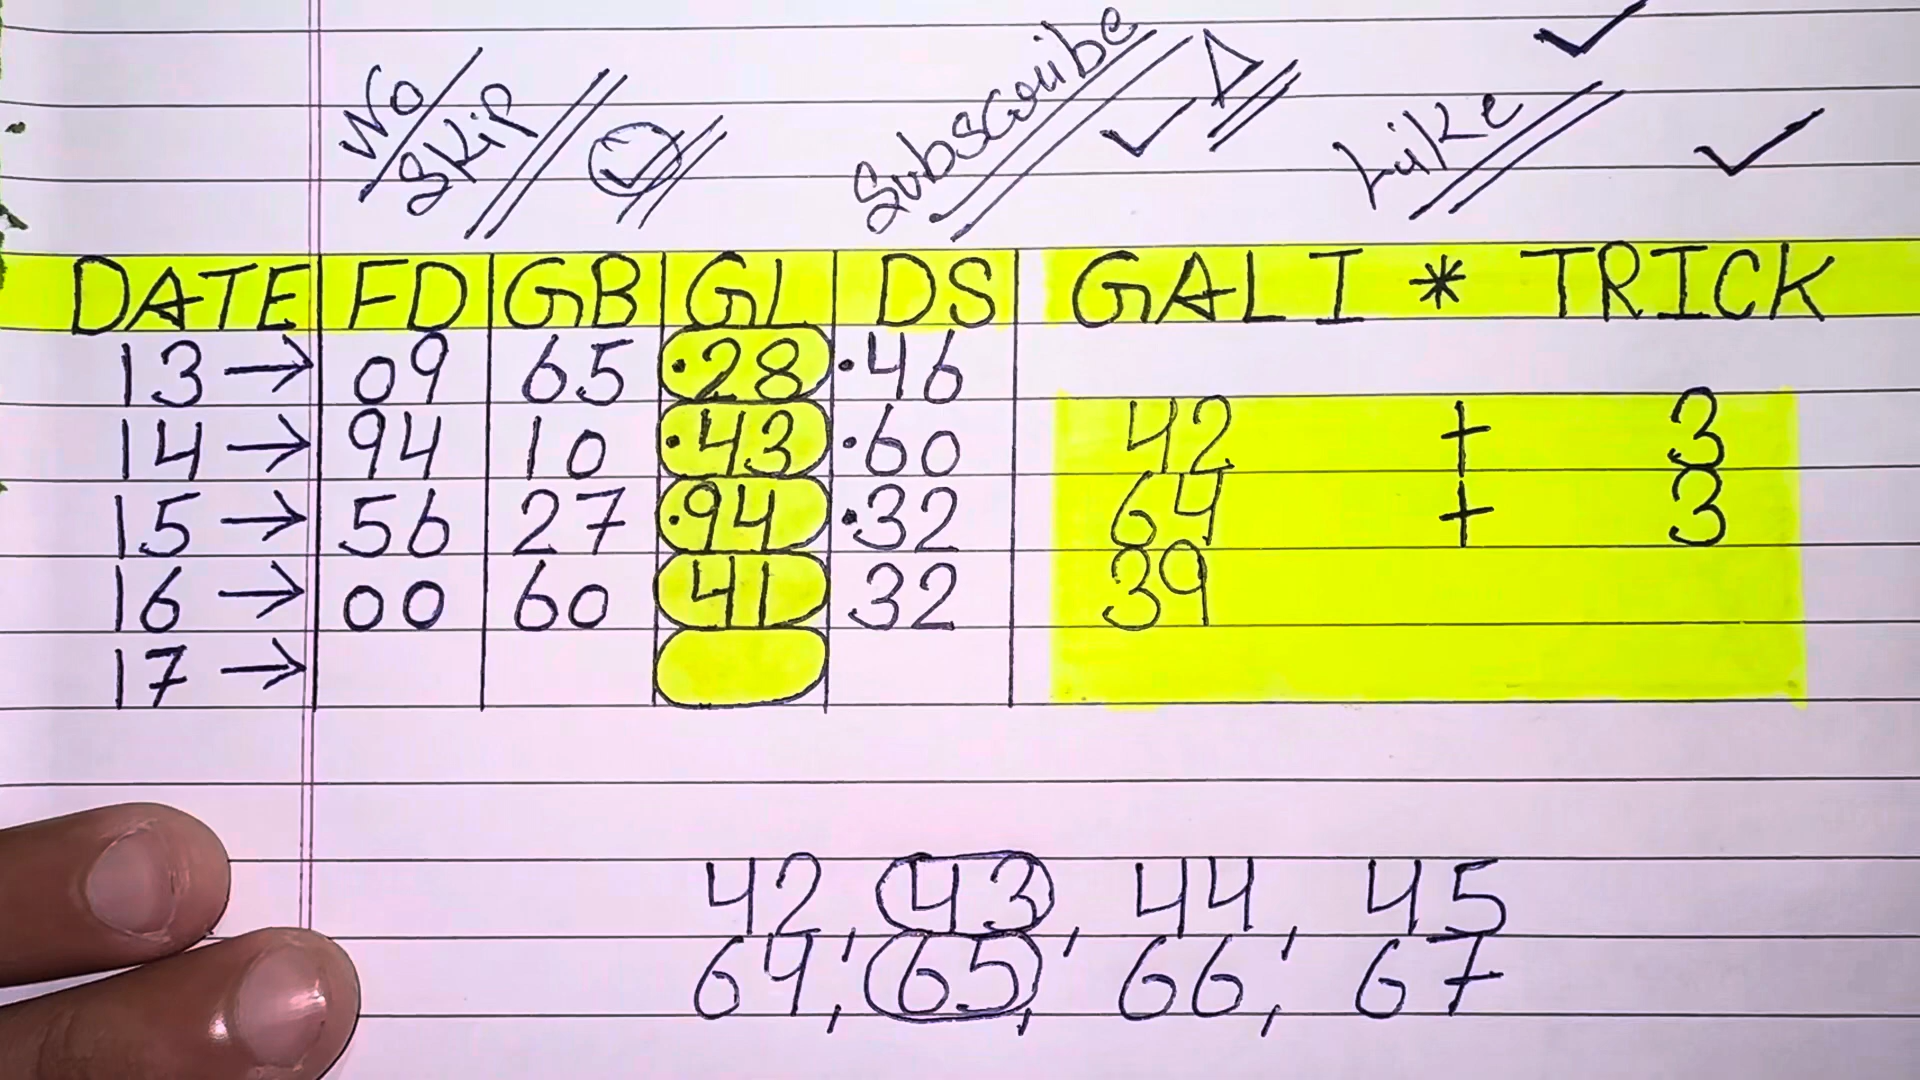 No Skip
Subscribe
Like
DATE FD GB GL DS GALI * TRICK
13 → 09 65 .28 .46
14 → 94 10 .43 .60 42 + 3
15 → 56 27 .94 .32 64 + 3
16 → 00 60 41 32 39
17 →
42, 43, 44, 45
64, 65, 66, 67